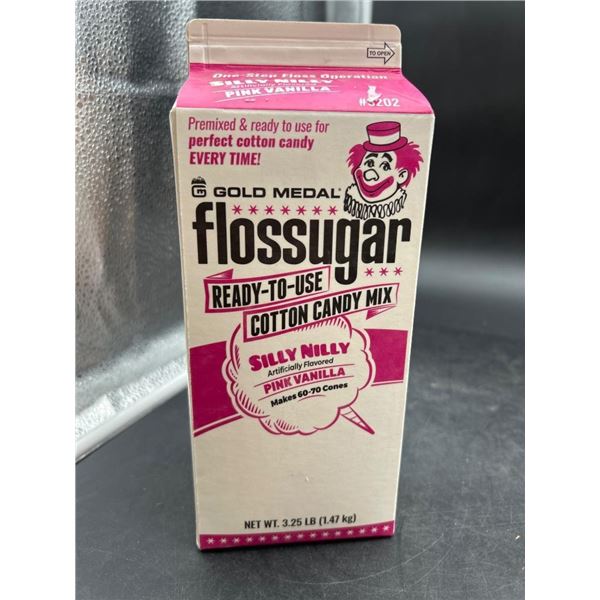 TO OPEN
One-Step Floss Operation
SILLY NILLY
Artificially Flavored
PINK VANILLA
#3202
Premixed & ready to use for
perfect cotton candy
EVERY TIME!
GOLD MEDAL®
flossugar
READY-TO-USE
COTTON CANDY MIX
SILLY NILLY
Artificially Flavored
PINK VANILLA
Makes 60-70 Cones
NET WT. 3.25 LB (1.47 kg)